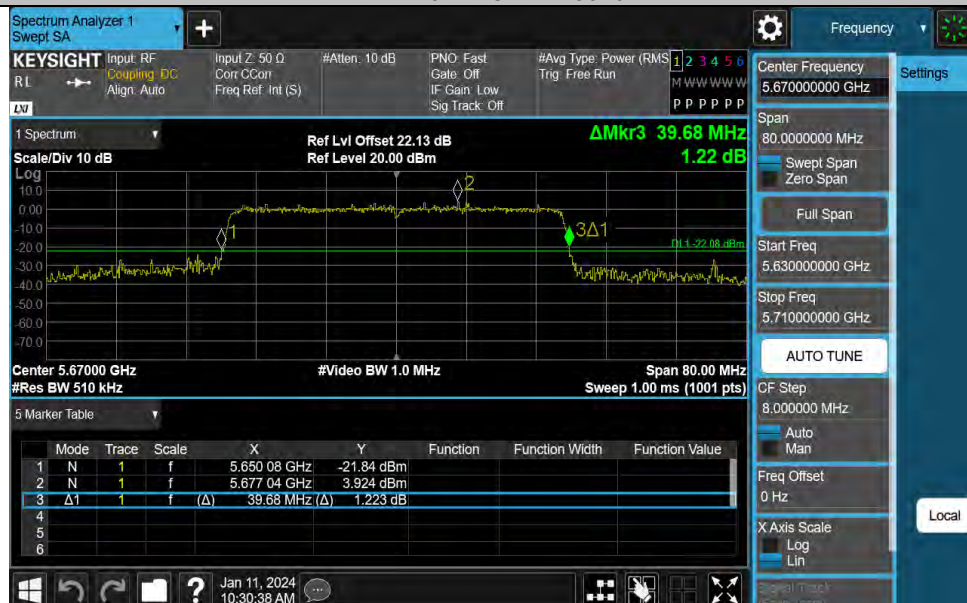 Spectrum Analyzer 1
Swept SA
+
Frequency
KEYSIGHT
RL
LXI
Input: RF
Coupling: DC
Align: Auto
Input Z: 50 Ω
Corr CCorr
Freq Ref: Int (S)
#Atten: 10 dB
PNO: Fast
Gate: Off
IF Gain: Low
Sig Track: Off
#Avg Type: Power (RMS
Trig: Free Run
1 2 3 4 5 6
M W W W W W
P P P P P P
1 Spectrum
Scale/Div 10 dB
Ref Lvl Offset 22.13 dB
Ref Level 20.00 dBm
ΔMkr3 39.68 MHz
1.22 dB
Log
10.0
0.00
-10.0
-20.0
-30.0
-40.0
-50.0
-60.0
-70.0
1
2
3Δ1
DL1 -22.08 dBm
Center 5.67000 GHz
#Res BW 510 kHz
#Video BW 1.0 MHz
Span 80.00 MHz
Sweep 1.00 ms (1001 pts)
5 Marker Table
Mode Trace Scale X Y Function Function Width Function Value
1 N 1 f 5.650 08 GHz -21.84 dBm
2 N 1 f 5.677 04 GHz 3.924 dBm
3 Δ1 1 f (Δ) 39.68 MHz (Δ) 1.223 dB
4
5
6
?
Jan 11, 2024
10:30:38 AM
Center Frequency
5.670000000 GHz
Settings
Span
80.0000000 MHz
Swept Span
Zero Span
Full Span
Start Freq
5.630000000 GHz
Stop Freq
5.710000000 GHz
AUTO TUNE
CF Step
8.000000 MHz
Auto
Man
Freq Offset
0 Hz
Local
X Axis Scale
Log
Lin
Signal Track